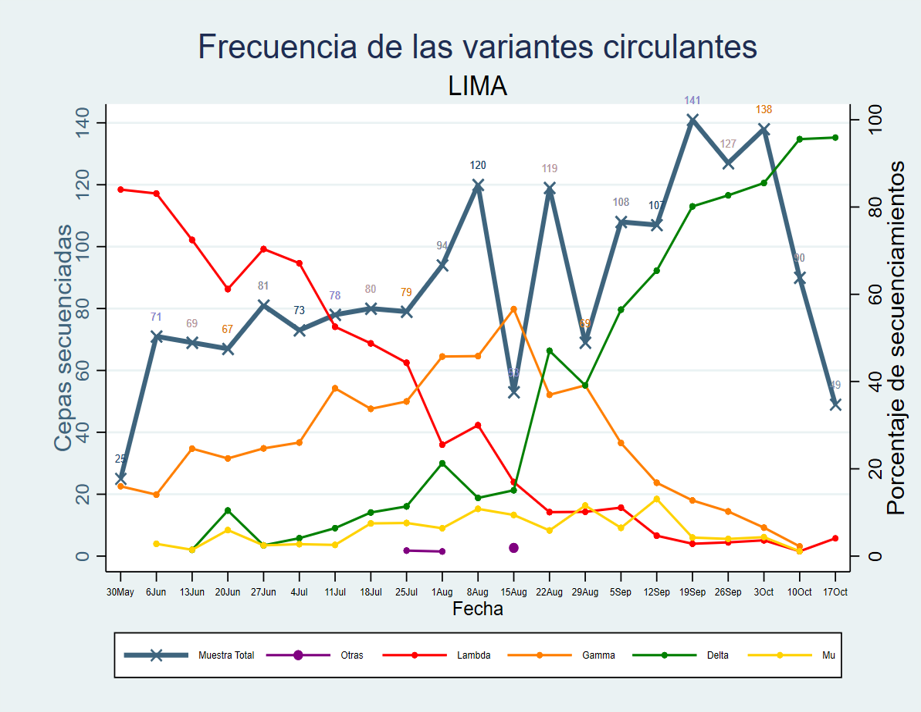 Frecuencia de las variantes circulantes
LIMA
Cepas secuenciadas
0 20 40 60 80 100 120 140
Porcentaje de secuenciamientos
0 20 40 60 80 100
25 71 69 67 81 73 78 80 79 94 120 119 69 108 107 141 127 138 90 49
30May 6Jun 13Jun 20Jun 27Jun 4Jul 11Jul 18Jul 25Jul 1Aug 8Aug 15Aug 22Aug 29Aug 5Sep 12Sep 19Sep 26Sep 3Oct 10Oct 17Oct
Fecha
Muestra Total Otras Lambda Gamma Delta Mu